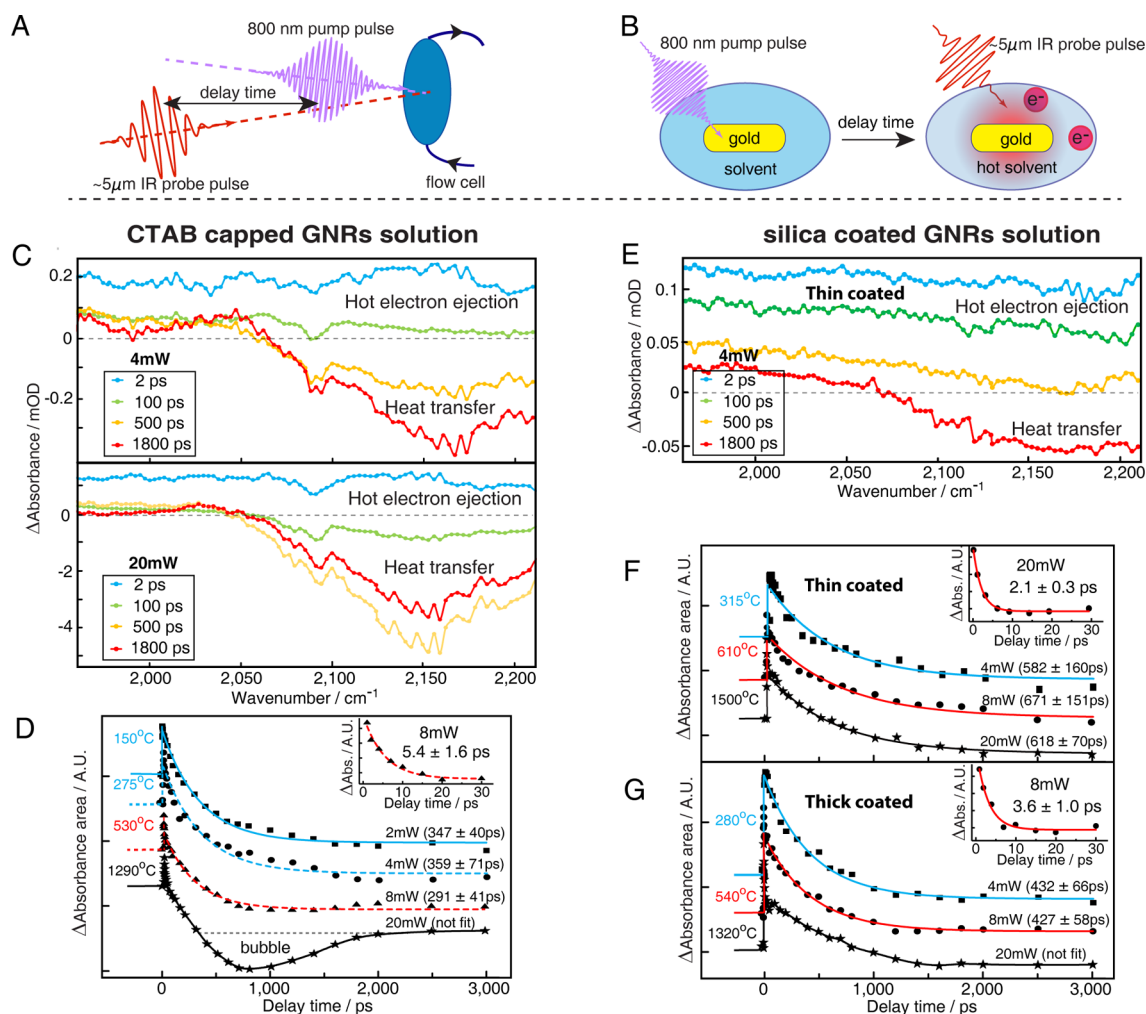 A
800 nm pump pulse
delay time
~5μm IR probe pulse
flow cell
B
800 nm pump pulse
~5μm IR probe pulse
gold
solvent
delay time
e-
e-
gold
hot solvent
CTAB capped GNRs solution
silica coated GNRs solution
C
ΔAbsorbance / mOD
0.2
0
-0.2
Hot electron ejection
4mW
2 ps
100 ps
500 ps
1800 ps
Heat transfer
0
-2
-4
Hot electron ejection
20mW
2 ps
100 ps
500 ps
1800 ps
Heat transfer
2,000
2,050
2,100
2,150
2,200
Wavenumber / cm-1
E
ΔAbsorbance / mOD
0.1
0.05
0
-0.05
Thin coated
Hot electron ejection
4mW
2 ps
100 ps
500 ps
1800 ps
Heat transfer
2,000
2,050
2,100
2,150
2,200
Wavenumber / cm-1
D
ΔAbsorbance area / A.U.
150°C
275°C
530°C
1290°C
ΔAbs. / A.U.
8mW
5.4 ± 1.6 ps
0
10
20
30
Delay time / ps
2mW (347 ± 40ps)
4mW (359 ± 71ps)
8mW (291 ± 41ps)
20mW (not fit)
bubble
0
1,000
2,000
3,000
Delay time / ps
F
ΔAbsorbance area / A.U.
Thin coated
315°C
610°C
1500°C
ΔAbs./ A.U.
20mW
2.1 ± 0.3 ps
0
10
20
30
Delay time / ps
4mW (582 ± 160ps)
8mW (671 ± 151ps)
20mW (618 ± 70ps)
G
ΔAbsorbance area / A.U.
Thick coated
280°C
540°C
1320°C
ΔAbs. / A.U.
8mW
3.6 ± 1.0 ps
0
10
20
30
Delay time / ps
4mW (432 ± 66ps)
8mW (427 ± 58ps)
20mW (not fit)
0
1,000
2,000
3,000
Delay time / ps